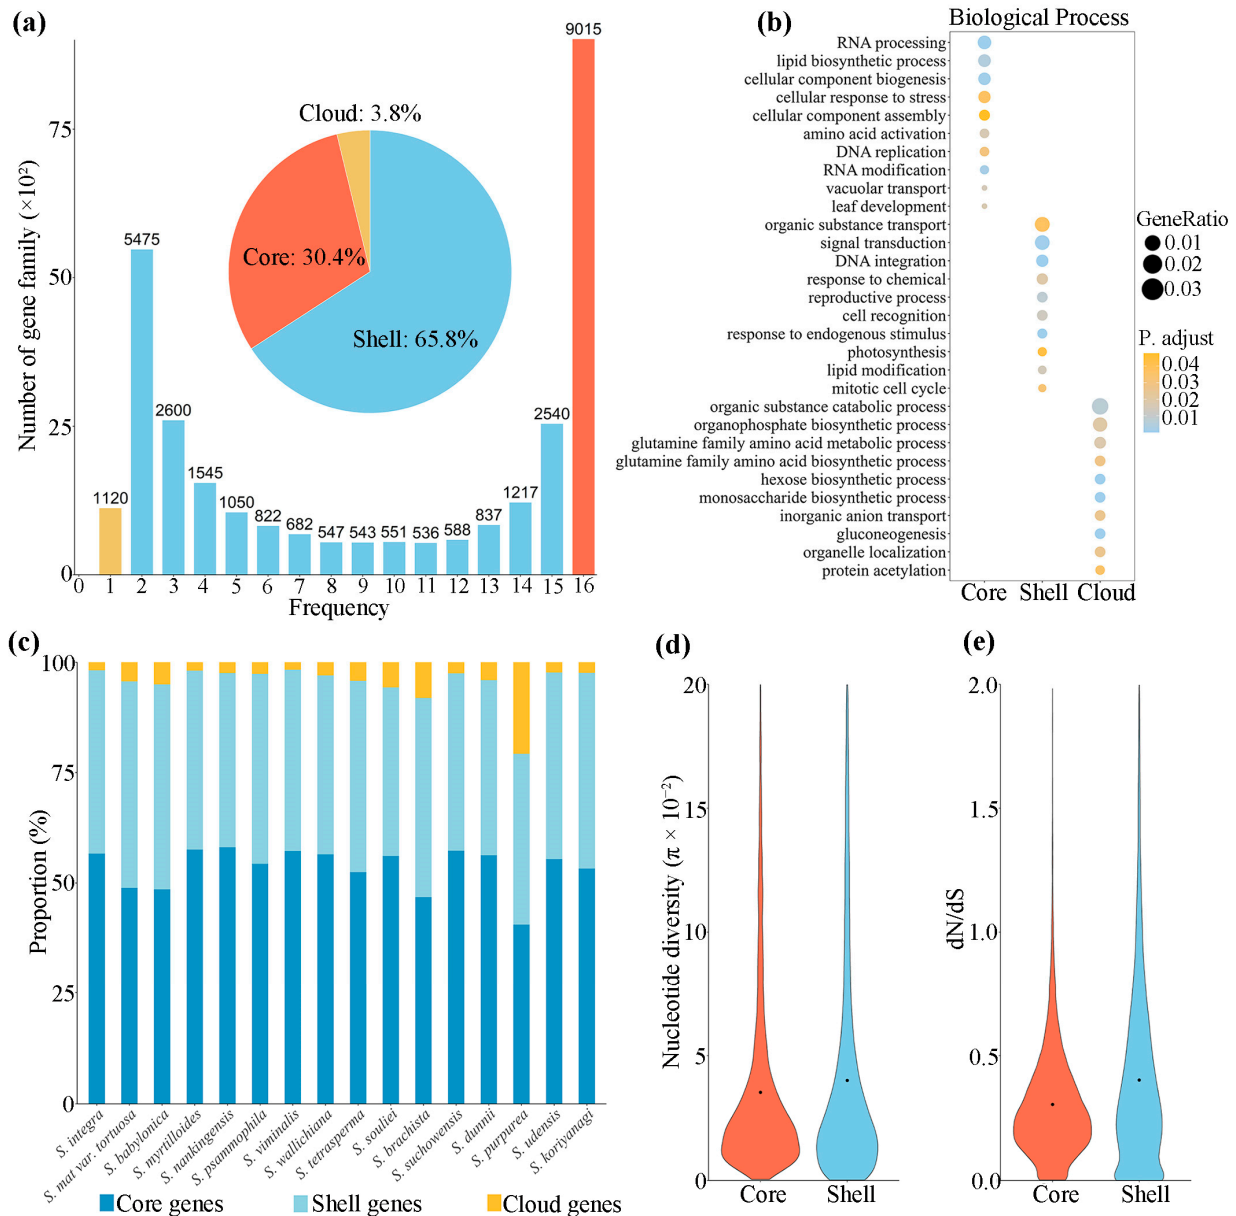 (a)
Number of gene family (×10²)
75
50
25
0
9015
5475
2600
1545
1120
1050
822
682
547
543
551
536
588
837
1217
2540
Cloud: 3.8%
Core: 30.4%
Shell: 65.8%
0 1 2 3 4 5 6 7 8 9 10 11 12 13 14 15 16
Frequency
(b)
Biological Process
RNA processing
lipid biosynthetic process
cellular component biogenesis
cellular response to stress
cellular component assembly
amino acid activation
DNA replication
RNA modification
vacuolar transport
leaf development
organic substance transport
signal transduction
DNA integration
response to chemical
reproductive process
cell recognition
response to endogenous stimulus
photosynthesis
lipid modification
mitotic cell cycle
organic substance catabolic process
organophosphate biosynthetic process
glutamine family amino acid metabolic process
glutamine family amino acid biosynthetic process
hexose biosynthetic process
monosaccharide biosynthetic process
inorganic anion transport
gluconeogenesis
organelle localization
protein acetylation
Core Shell Cloud
GeneRatio
0.01
0.02
0.03
P. adjust
0.04
0.03
0.02
0.01
(c)
Proportion (%)
100
75
50
25
0
S. integra
S. mat var. tortuosa
S. babylonica
S. myrtilloides
S. nankingensis
S. psammophila
S. viminalis
S. wallichiana
S. tetrasperma
S. souliei
S. brachista
S. suchowensis
S. dunnii
S. purpurea
S. udensis
S. koriyanagi
Core genes
Shell genes
Cloud genes
(d)
Nucleotide diversity (π × 10⁻²)
20
15
10
5
0
Core Shell
(e)
dN/dS
2.0
1.5
1.0
0.5
0.0
Core Shell